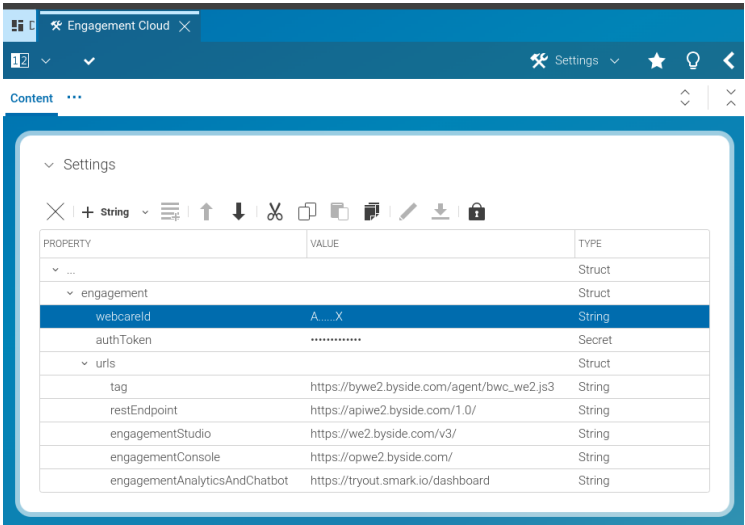 D
Engagement Cloud
12
Settings
Content
Settings
String
PROPERTY VALUE TYPE
... Struct
engagement Struct
webcareId A......X String
authToken ••••••••••••• Secret
urls Struct
tag https://bywe2.byside.com/agent/bwc_we2.js3 String
restEndpoint https://apiwe2.byside.com/1.0/ String
engagementStudio https://we2.byside.com/v3/ String
engagementConsole https://opwe2.byside.com/ String
engagementAnalyticsAndChatbot https://tryout.smark.io/dashboard String